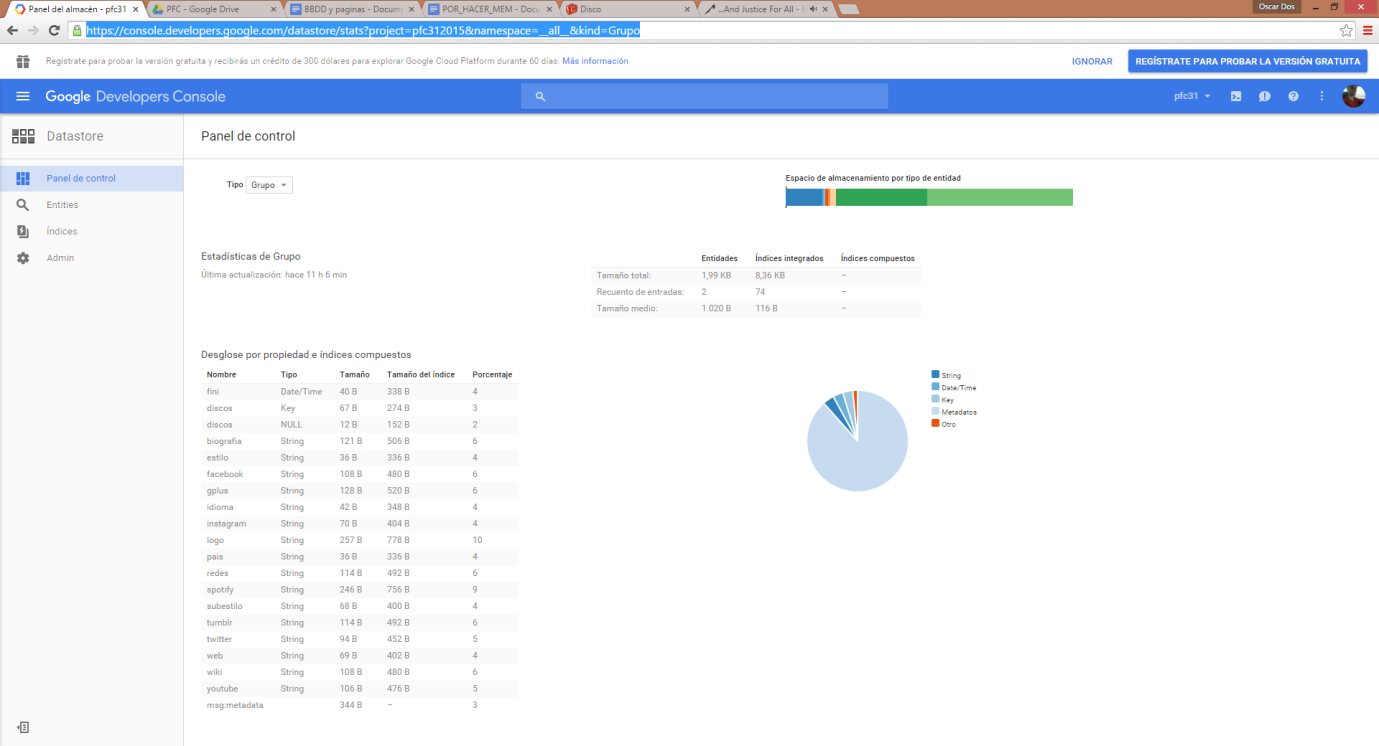 Panel del almacén - pfc31 × PFC - Google Drive × BBDD y paginas - Docume × POR_HACER_MEM - Docu × Disco × ...And Justice For All - × Oscar Dos
https://console.developers.google.com/datastore/stats?project=pfc312015&namespace=__all__&kind=Grupo
Regístrate para probar la versión gratuita y recibirás un crédito de 300 dólares para explorar Google Cloud Platform durante 60 días. Más información IGNORAR REGÍSTRATE PARA PROBAR LA VERSIÓN GRATUITA
Google Developers Console pfc31
Datastore Panel de control
Panel de control
Entities
Índices
Admin
Tipo Grupo
Espacio de almacenamiento por tipo de entidad
Estadísticas de Grupo
Última actualización: hace 11 h 6 min
Entidades Índices integrados Índices compuestos
Tamaño total: 1,99 KB 8,36 KB –
Recuento de entradas: 2 74 –
Tamaño medio: 1.020 B 116 B –
Desglose por propiedad e índices compuestos
Nombre Tipo Tamaño Tamaño del índice Porcentaje
fini Date/Time 40 B 338 B 4
discos Key 67 B 274 B 3
discos NULL 12 B 152 B 2
biografia String 121 B 506 B 6
estilo String 36 B 336 B 4
facebook String 108 B 480 B 6
gplus String 128 B 520 B 6
idioma String 42 B 348 B 4
instagram String 70 B 404 B 4
logo String 257 B 778 B 10
pais String 36 B 336 B 4
redes String 114 B 492 B 6
spotify String 246 B 756 B 9
subestilo String 68 B 400 B 4
tumblr String 114 B 492 B 6
twitter String 94 B 452 B 5
web String 69 B 402 B 4
wiki String 108 B 480 B 6
youtube String 106 B 476 B 5
msg:metadata 344 B – 3
String
Date/Time
Key
Metadatos
Otro